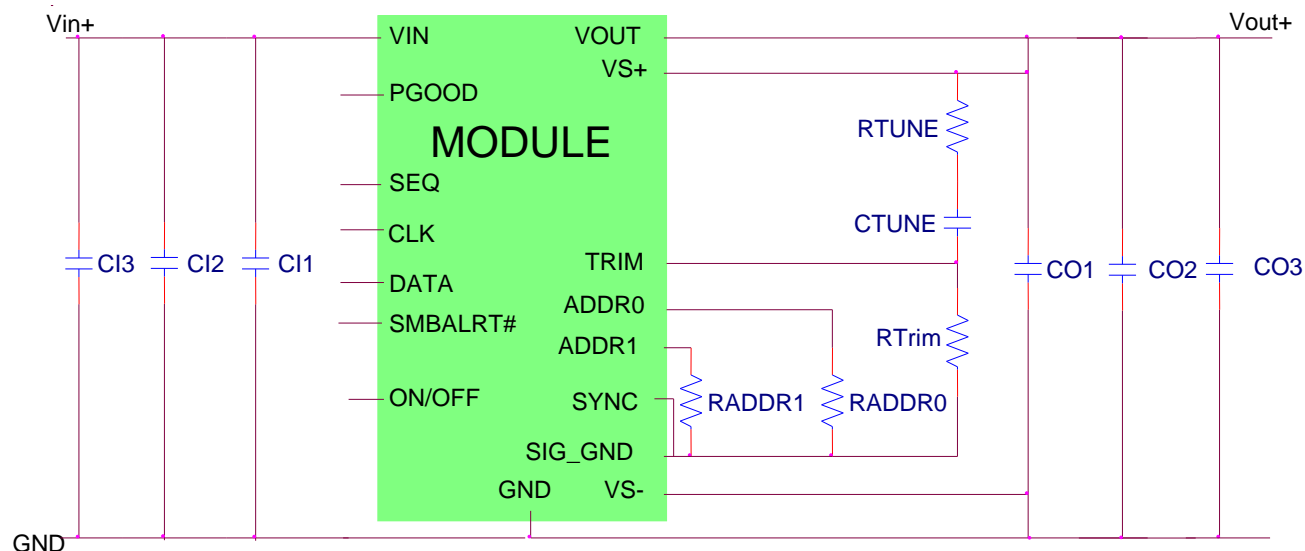 Vin+
VIN
VOUT
Vout+
VS+
PGOOD
RTUNE
MODULE
SEQ
CTUNE
CLK
CI3
CI2
CI1
TRIM
CO1
CO2
CO3
DATA
ADDR0
SMBALRT#
RTrim
ADDR1
ON/OFF
SYNC
RADDR1
RADDR0
SIG_GND
GND
VS-
GND